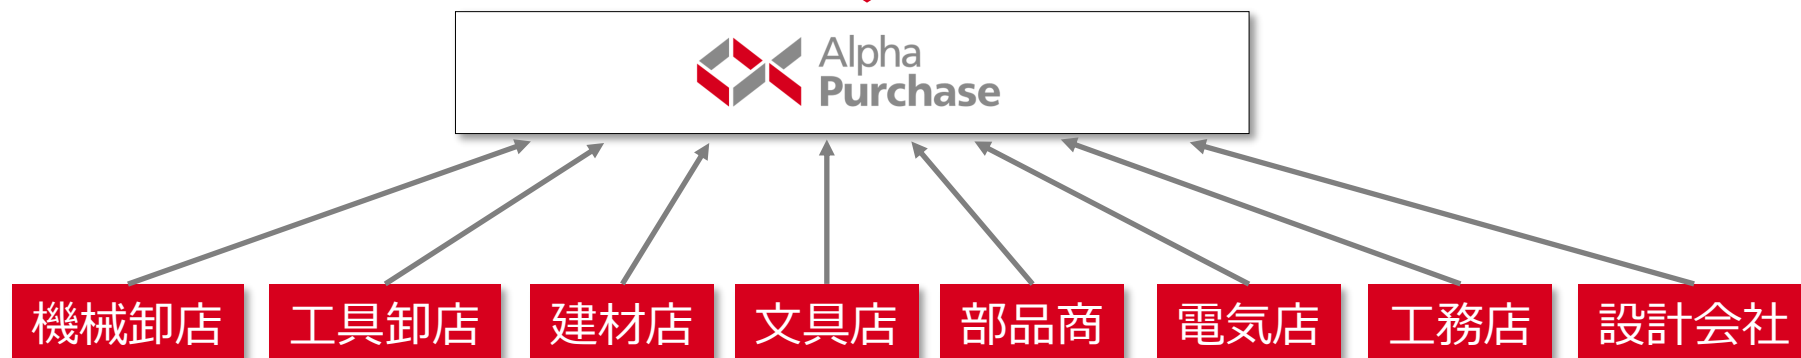 Alpha
Purchase
機械卸店
工具卸店
建材店
文具店
部品商
電気店
工務店
設計会社